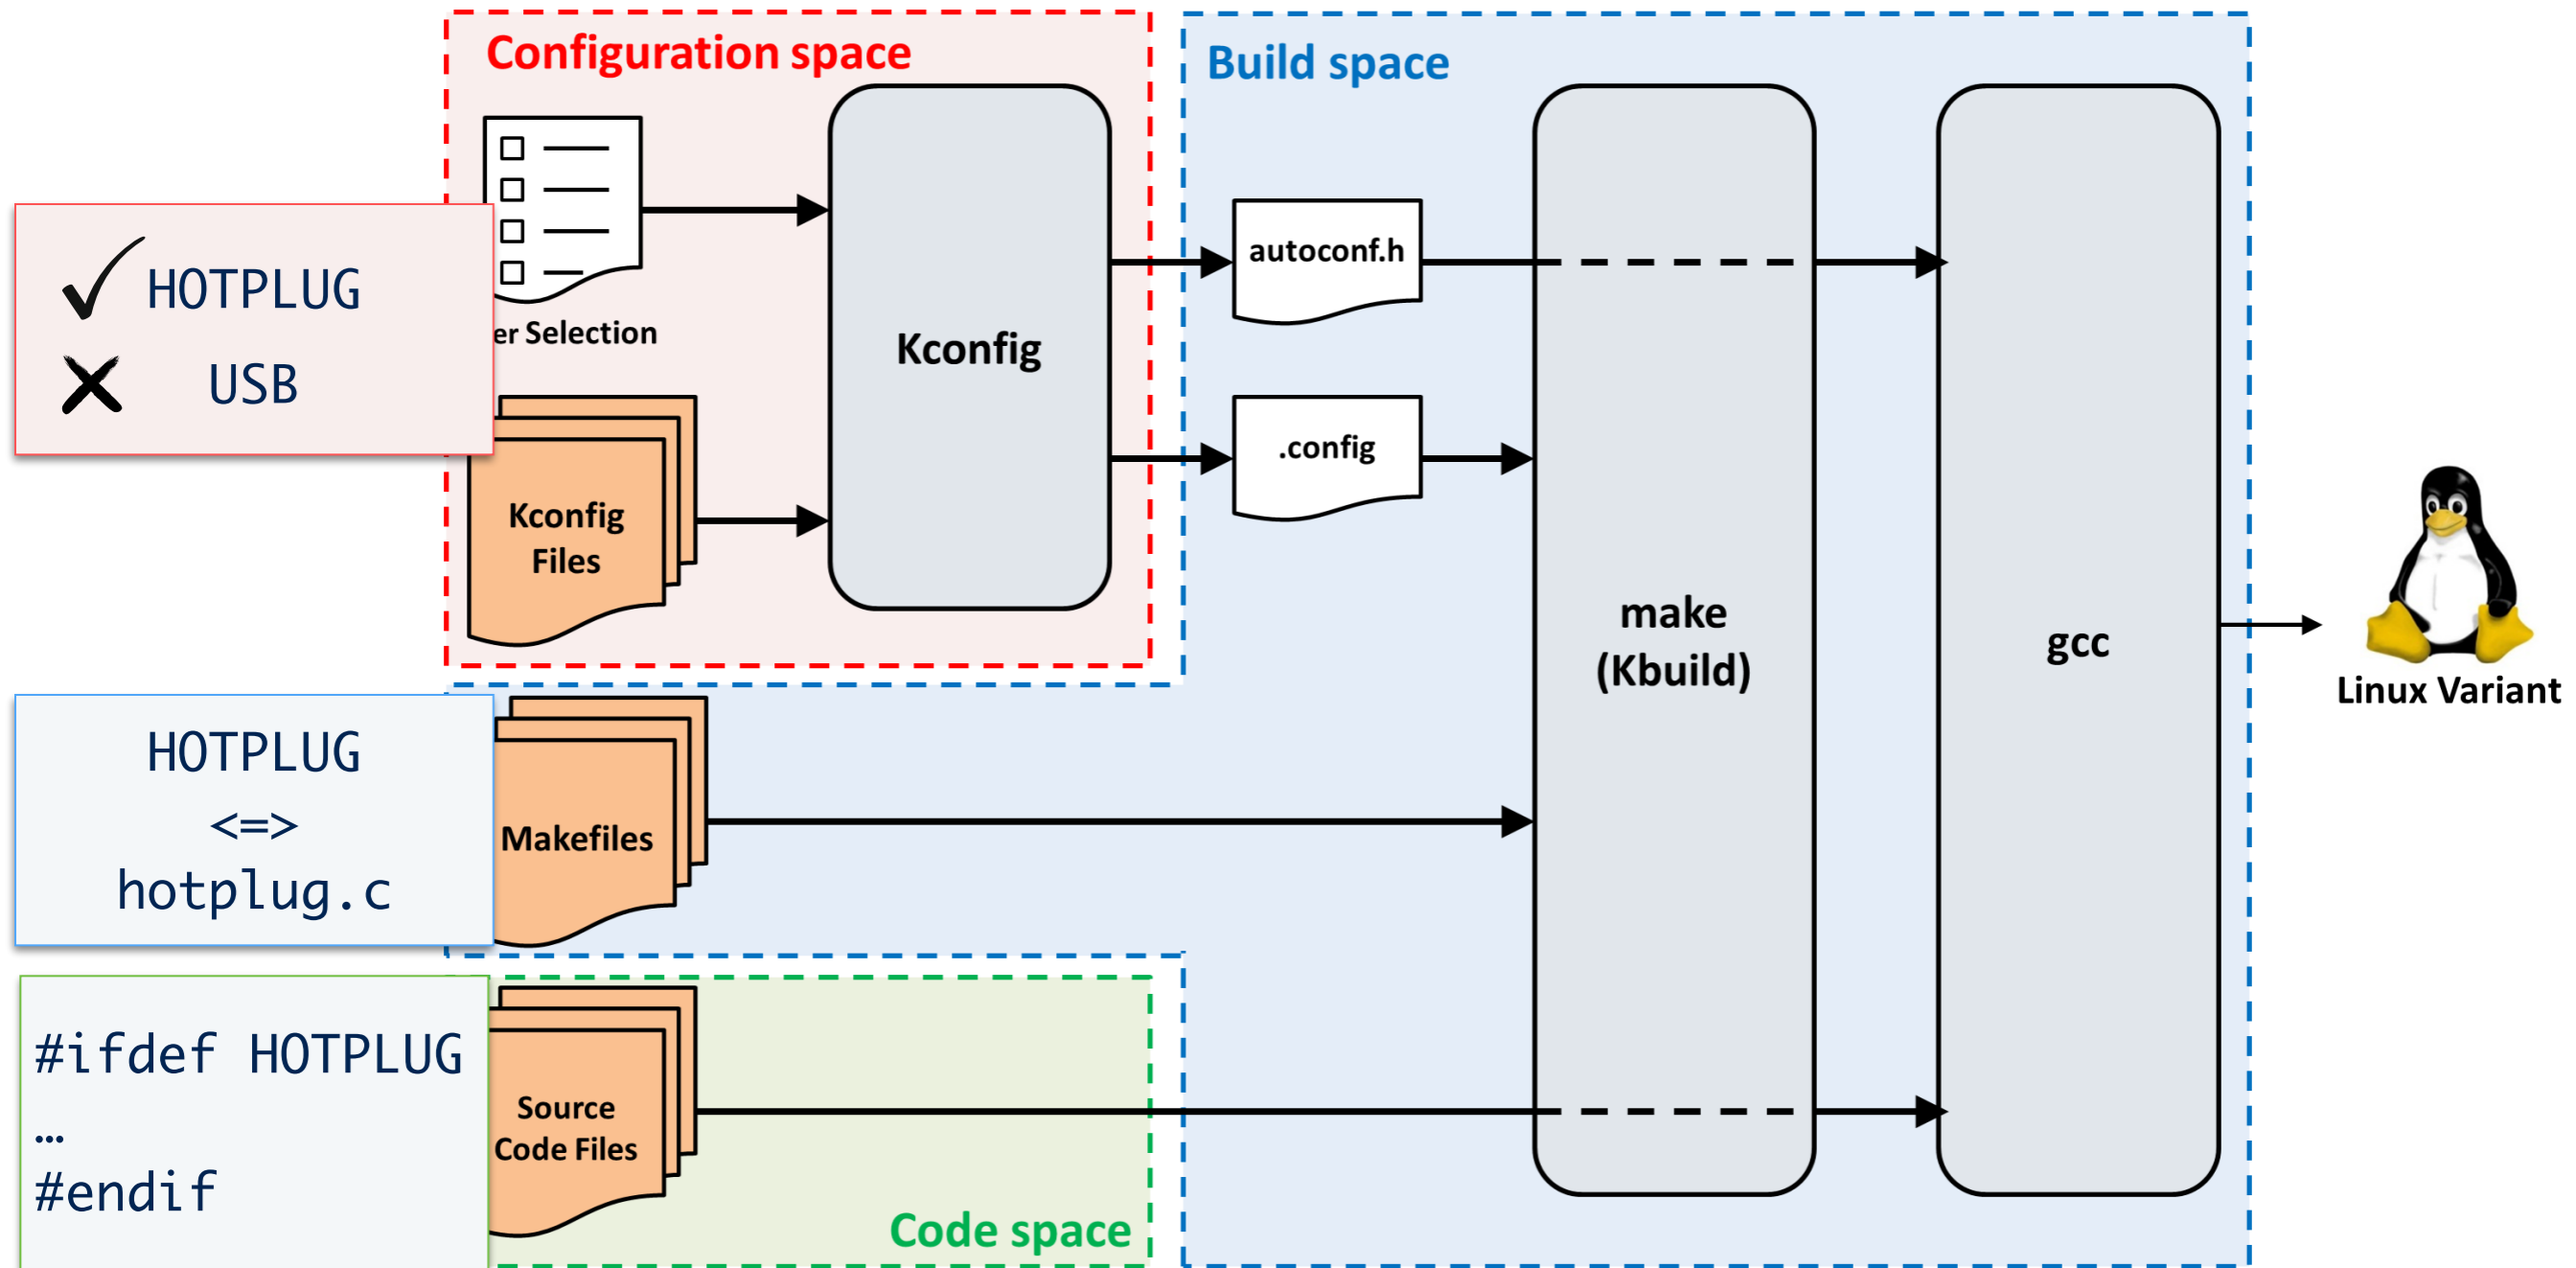 Configuration space
Build space
HOTPLUG
USB
er Selection
Kconfig
Files
Kconfig
autoconf.h
.config
make
(Kbuild)
gcc
Linux Variant
HOTPLUG
<=>
hotplug.c
Makefiles
#ifdef HOTPLUG
…
#endif
Source
Code Files
Code space